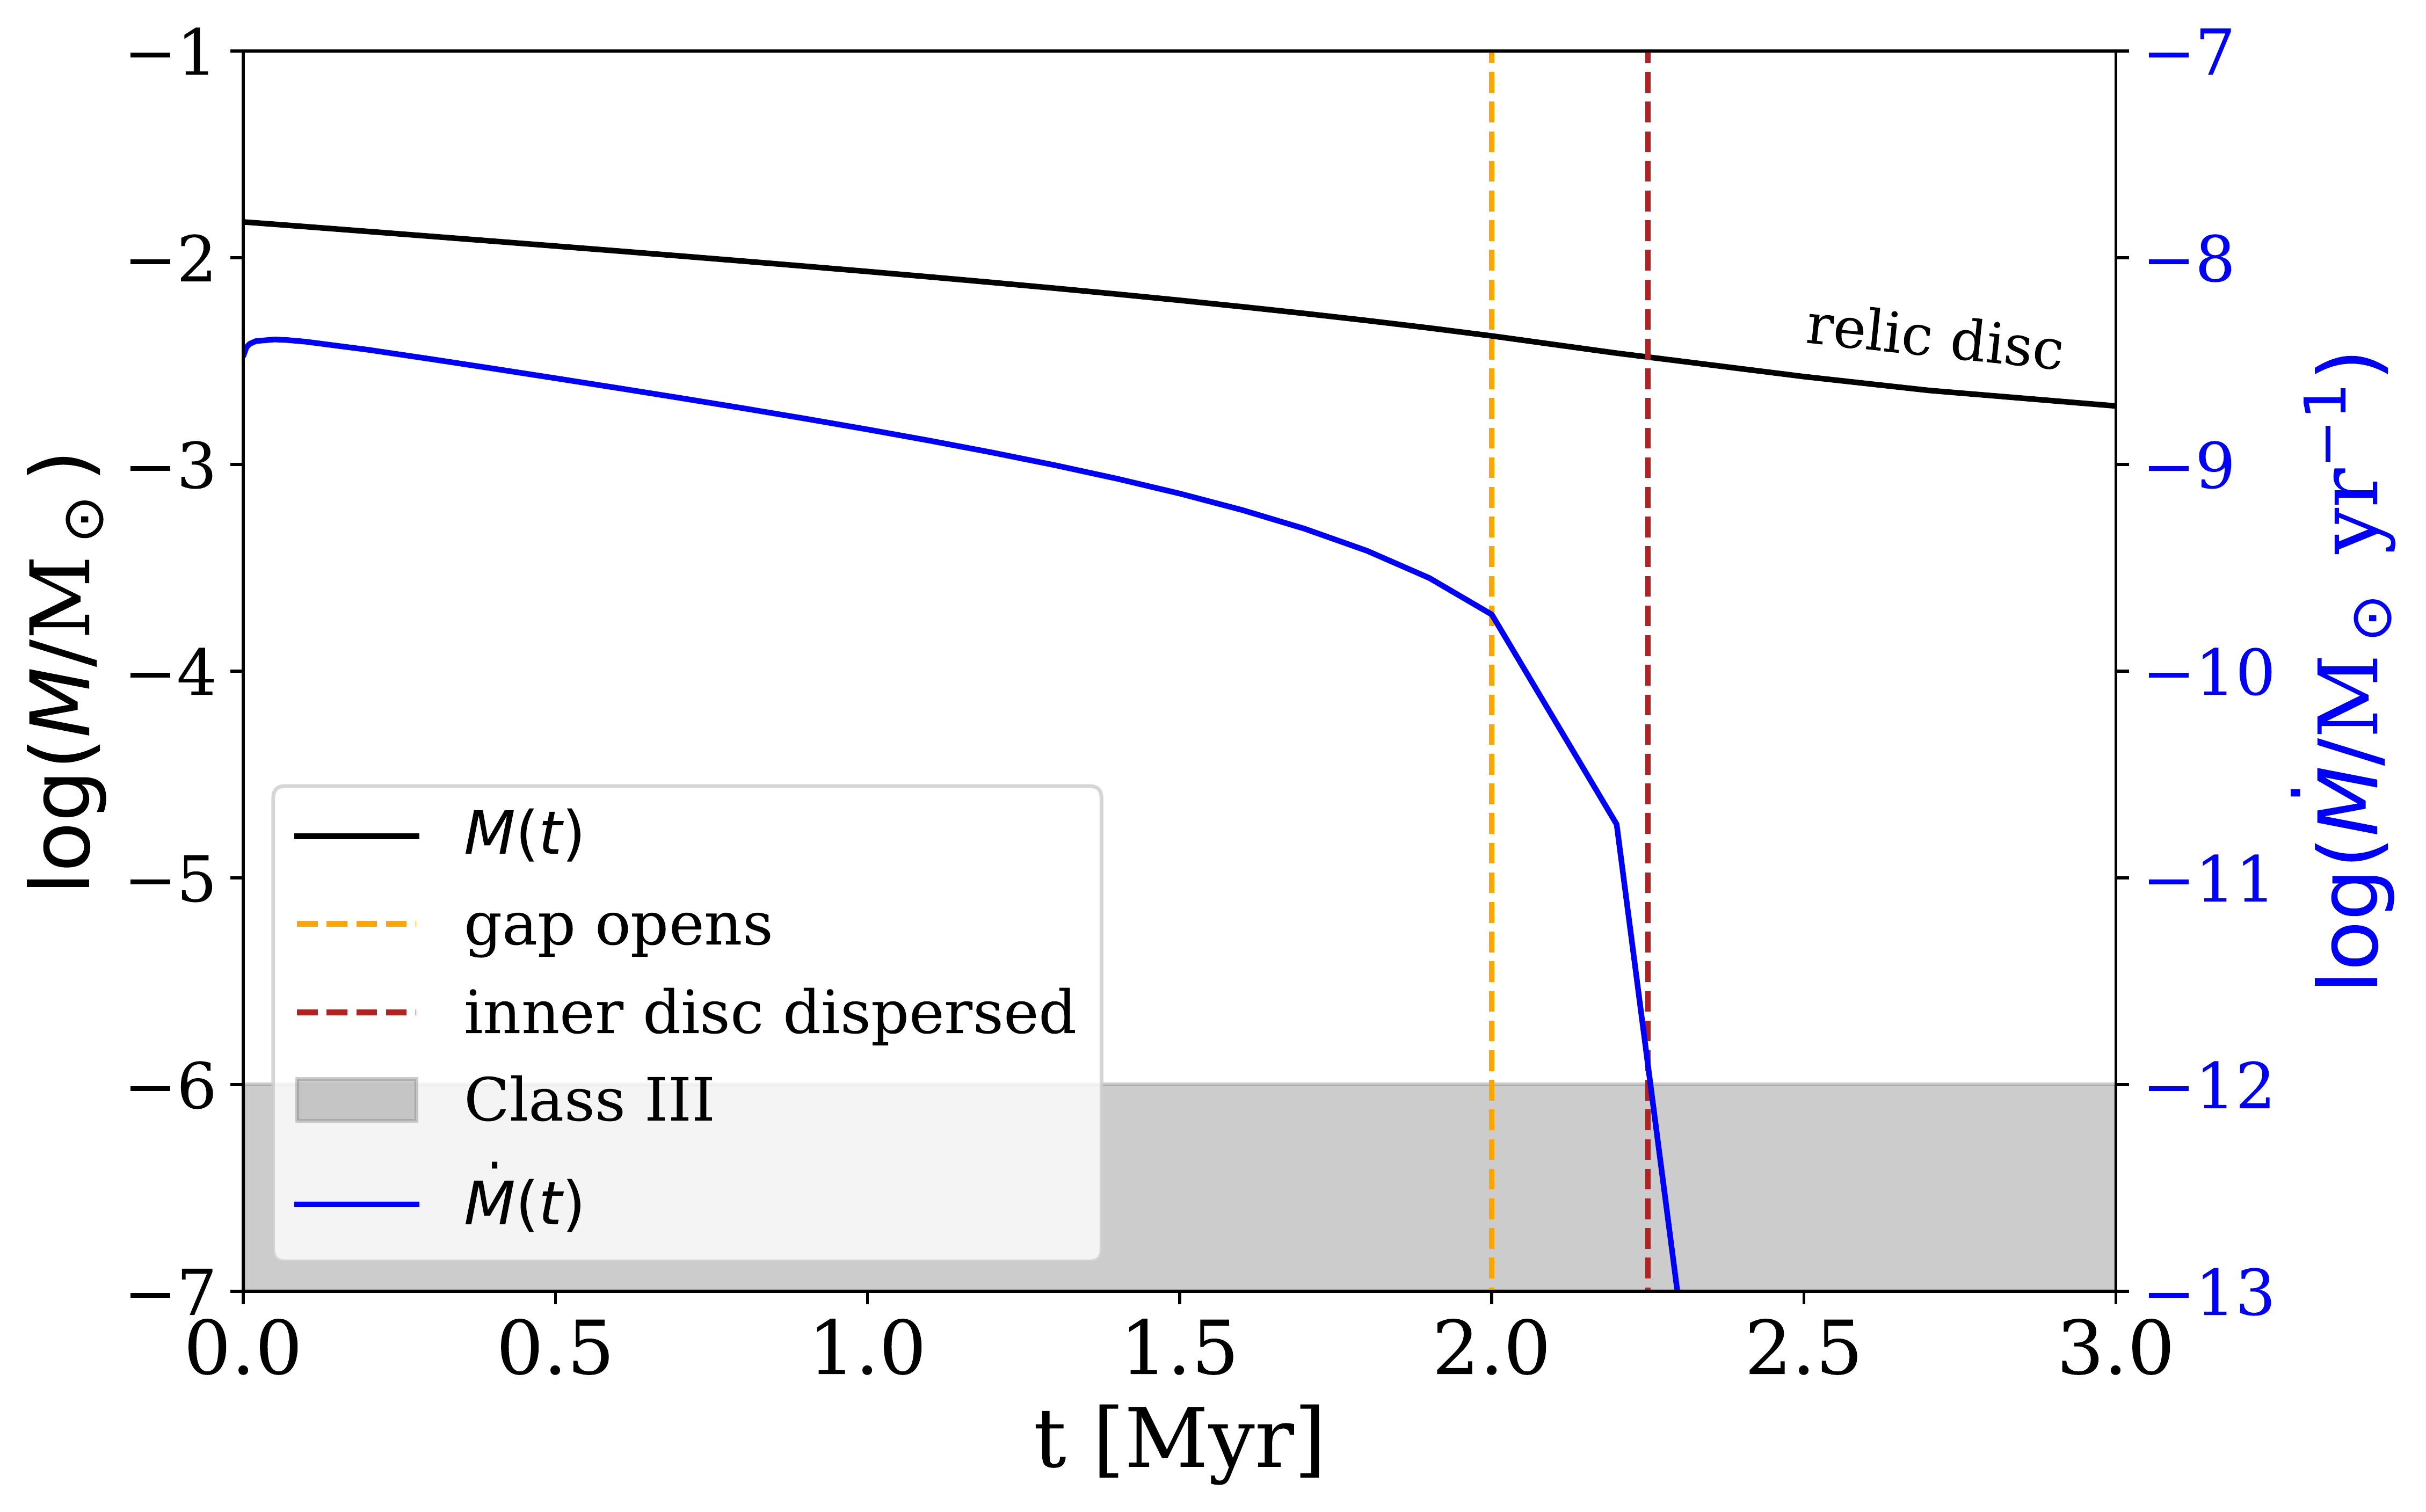 −1
−2
−3
−4
−5
−6
−7
log(M/M⊙)
0.0 0.5 1.0 1.5 2.0 2.5 3.0
t [Myr]
−7
−8
−9
−10
−11
−12
−13
log(Ṁ/M⊙ yr⁻¹)
relic disc
M(t)
gap opens
inner disc dispersed
Class III
Ṁ(t)